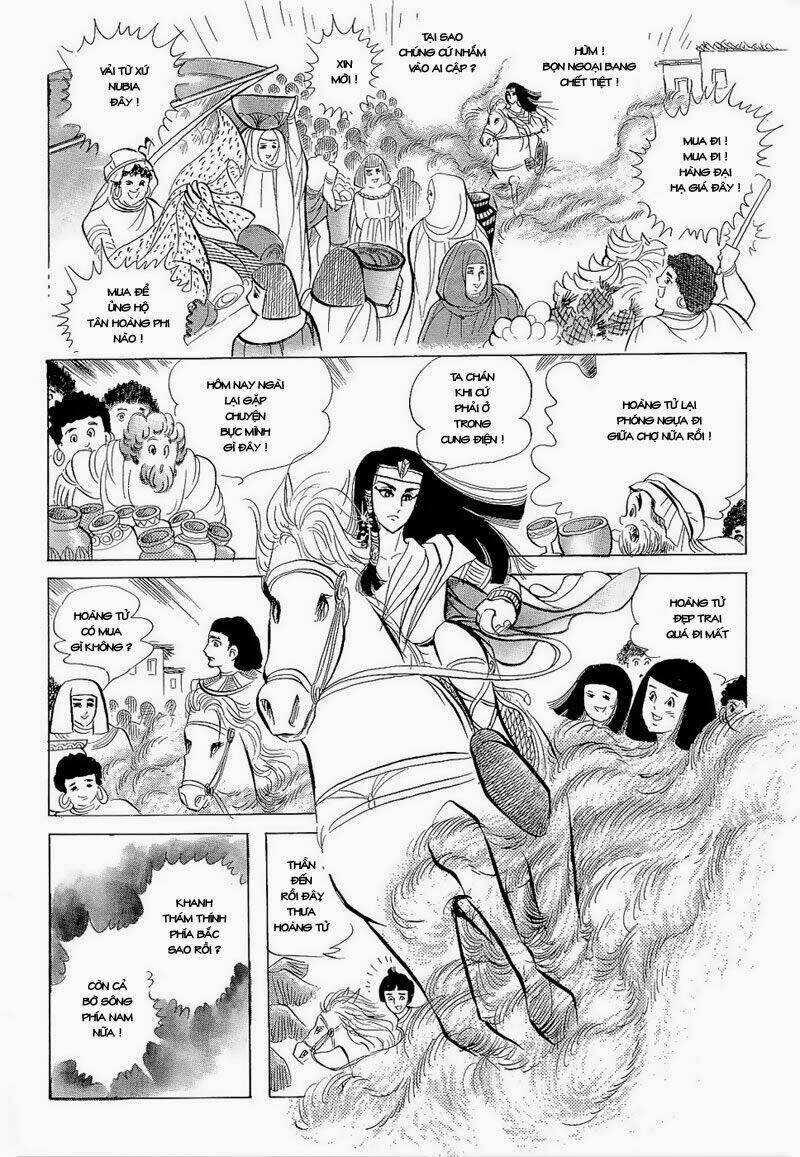 VẢI TỪ XỨ
NUBIA
ĐÂY !
XIN
MỜI !
TẠI SAO
CHÚNG CỨ NHẮM
VÀO AI CẬP ?
HỪM !
BỌN NGOẠI BANG
CHẾT TIỆT !
MUA ĐI !
MUA ĐI !
HÀNG ĐẠI
HẠ GIÁ ĐÂY !
MUA ĐỂ
ỦNG HỘ
TÂN HOÀNG PHI
NÀO !
HÔM NAY NGÀI
LẠI GẶP
CHUYỆN
BỰC MÌNH
GÌ ĐÂY !
TA CHÁN
KHI CỨ
PHẢI Ở
TRONG
CUNG ĐIỆN !
HOÀNG TỬ LẠI
PHÓNG NGỰA ĐI
GIỮA CHỢ NỮA RỒI !
HOÀNG TỬ
CÓ MUA
GÌ KHÔNG ?
HOÀNG TỬ
ĐẸP TRAI
QUÁ ĐI MẤT
KHANH
THÁM THÍNH
PHÍA BẮC
SAO RỒI ?
CÒN CẢ
BỜ SÔNG
PHÍA NAM
NỮA !
THẦN
ĐẾN
RỒI ĐÂY
THƯA
HOÀNG TỬ